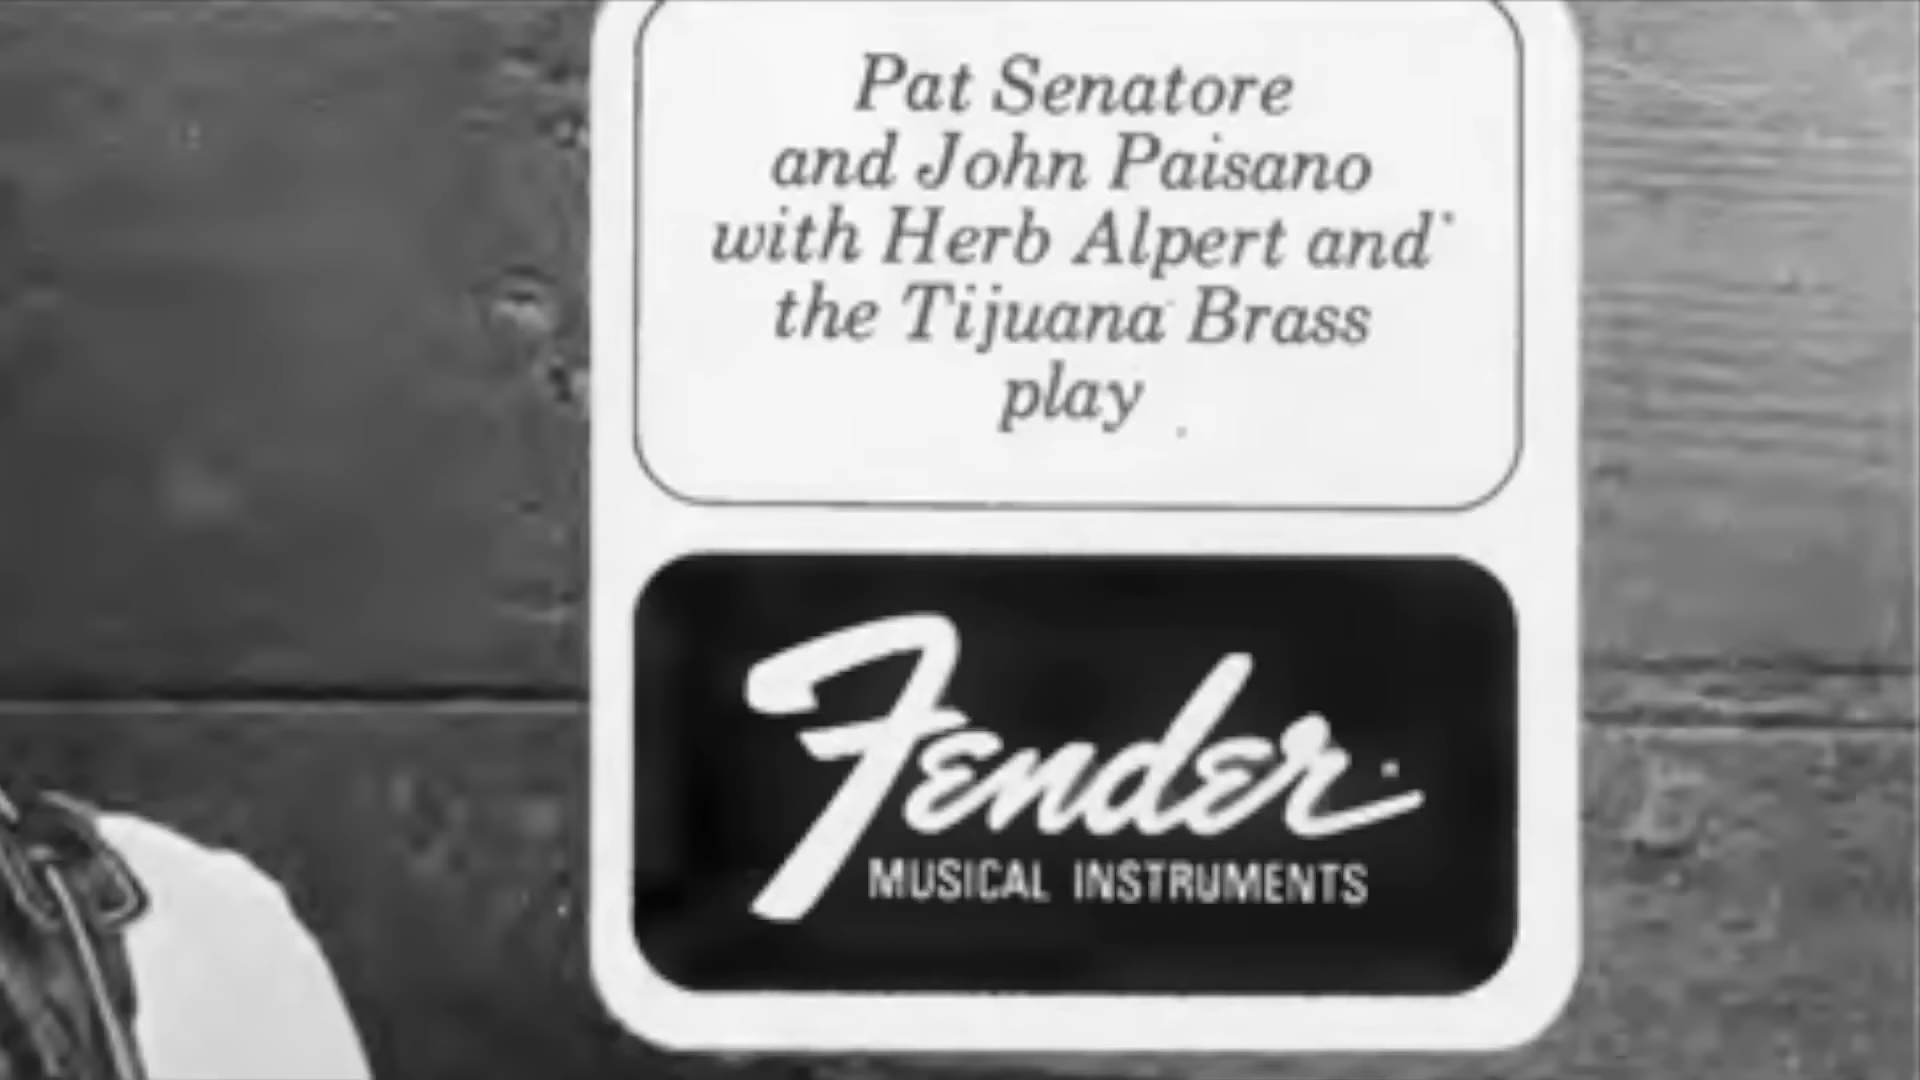 Pat Senatore
and John Paisano
with Herb Alpert and
the Tijuana Brass
play
Fender
MUSICAL INSTRUMENTS